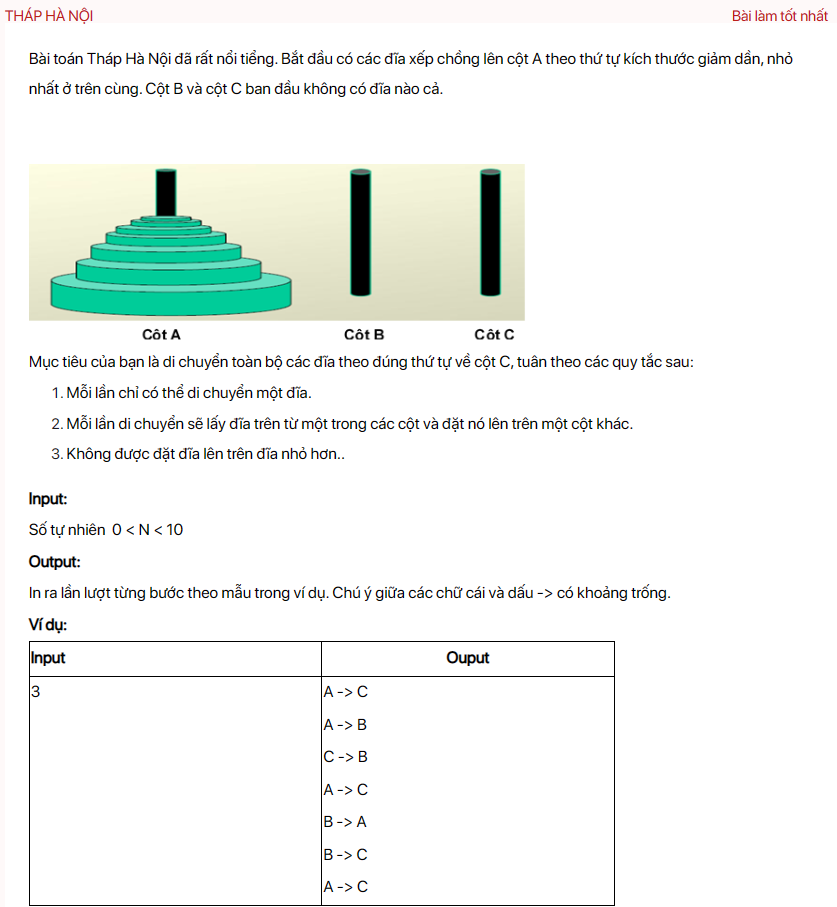 THÁP HÀ NỘI
Bài làm tốt nhất
Bài toán Tháp Hà Nội đã rất nổi tiếng. Bắt đầu có các đĩa xếp chồng lên cột A theo thứ tự kích thước giảm dần, nhỏ
nhất ở trên cùng. Cột B và cột C ban đầu không có đĩa nào cả.
Côt A
Côt B
Côt C
Mục tiêu của bạn là di chuyển toàn bộ các đĩa theo đúng thứ tự về cột C, tuân theo các quy tắc sau:
1. Mỗi lần chỉ có thể di chuyển một đĩa.
2. Mỗi lần di chuyển sẽ lấy đĩa trên từ một trong các cột và đặt nó lên trên một cột khác.
3. Không được đặt đĩa lên trên đĩa nhỏ hơn..
Input:
Số tự nhiên 0 < N < 10
Output:
In ra lần lượt từng bước theo mẫu trong ví dụ. Chú ý giữa các chữ cái và dấu -> có khoảng trống.
Ví dụ:
Input
Ouput
3
A -> C
A -> B
C -> B
A -> C
B -> A
B -> C
A -> C